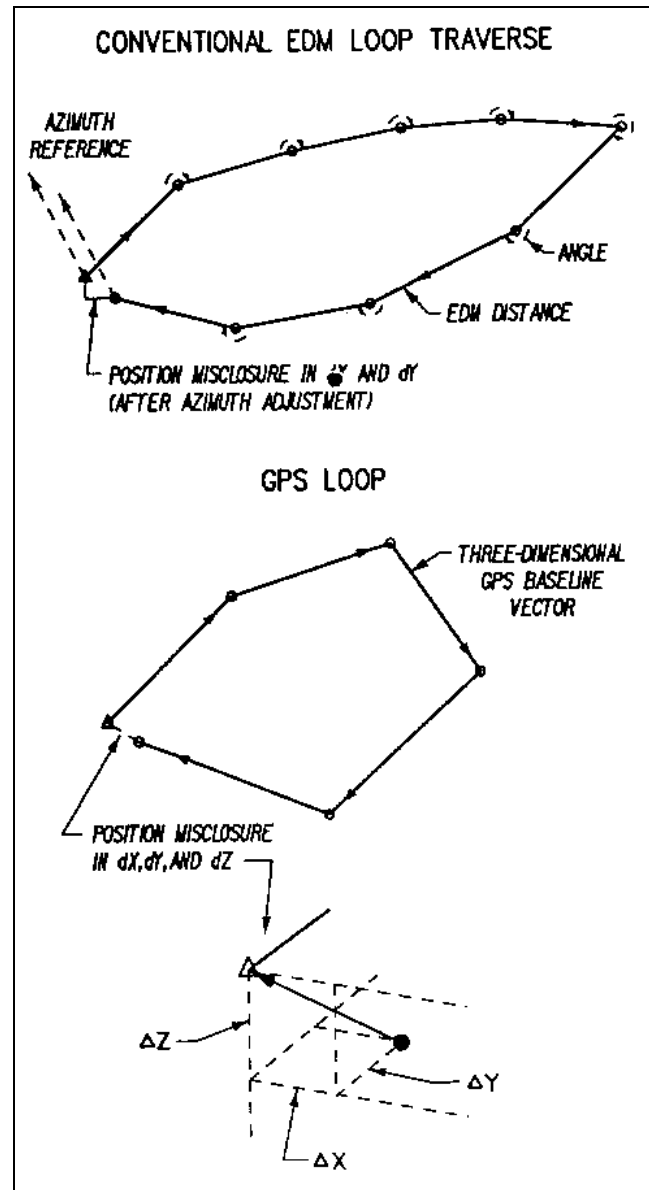 CONVENTIONAL EDM LOOP TRAVERSE
AZIMUTH
REFERENCE
ANGLE
EDM DISTANCE
POSITION MISCLOSURE IN AND dY
(AFTER AZIMUTH ADJUSTMENT)
GPS LOOP
THREE-DIMENSIONAL
GPS BASELINE
VECTOR
POSITION MISCLOSURE
IN dX,dY,AND dZ
ΔZ
ΔY
ΔX